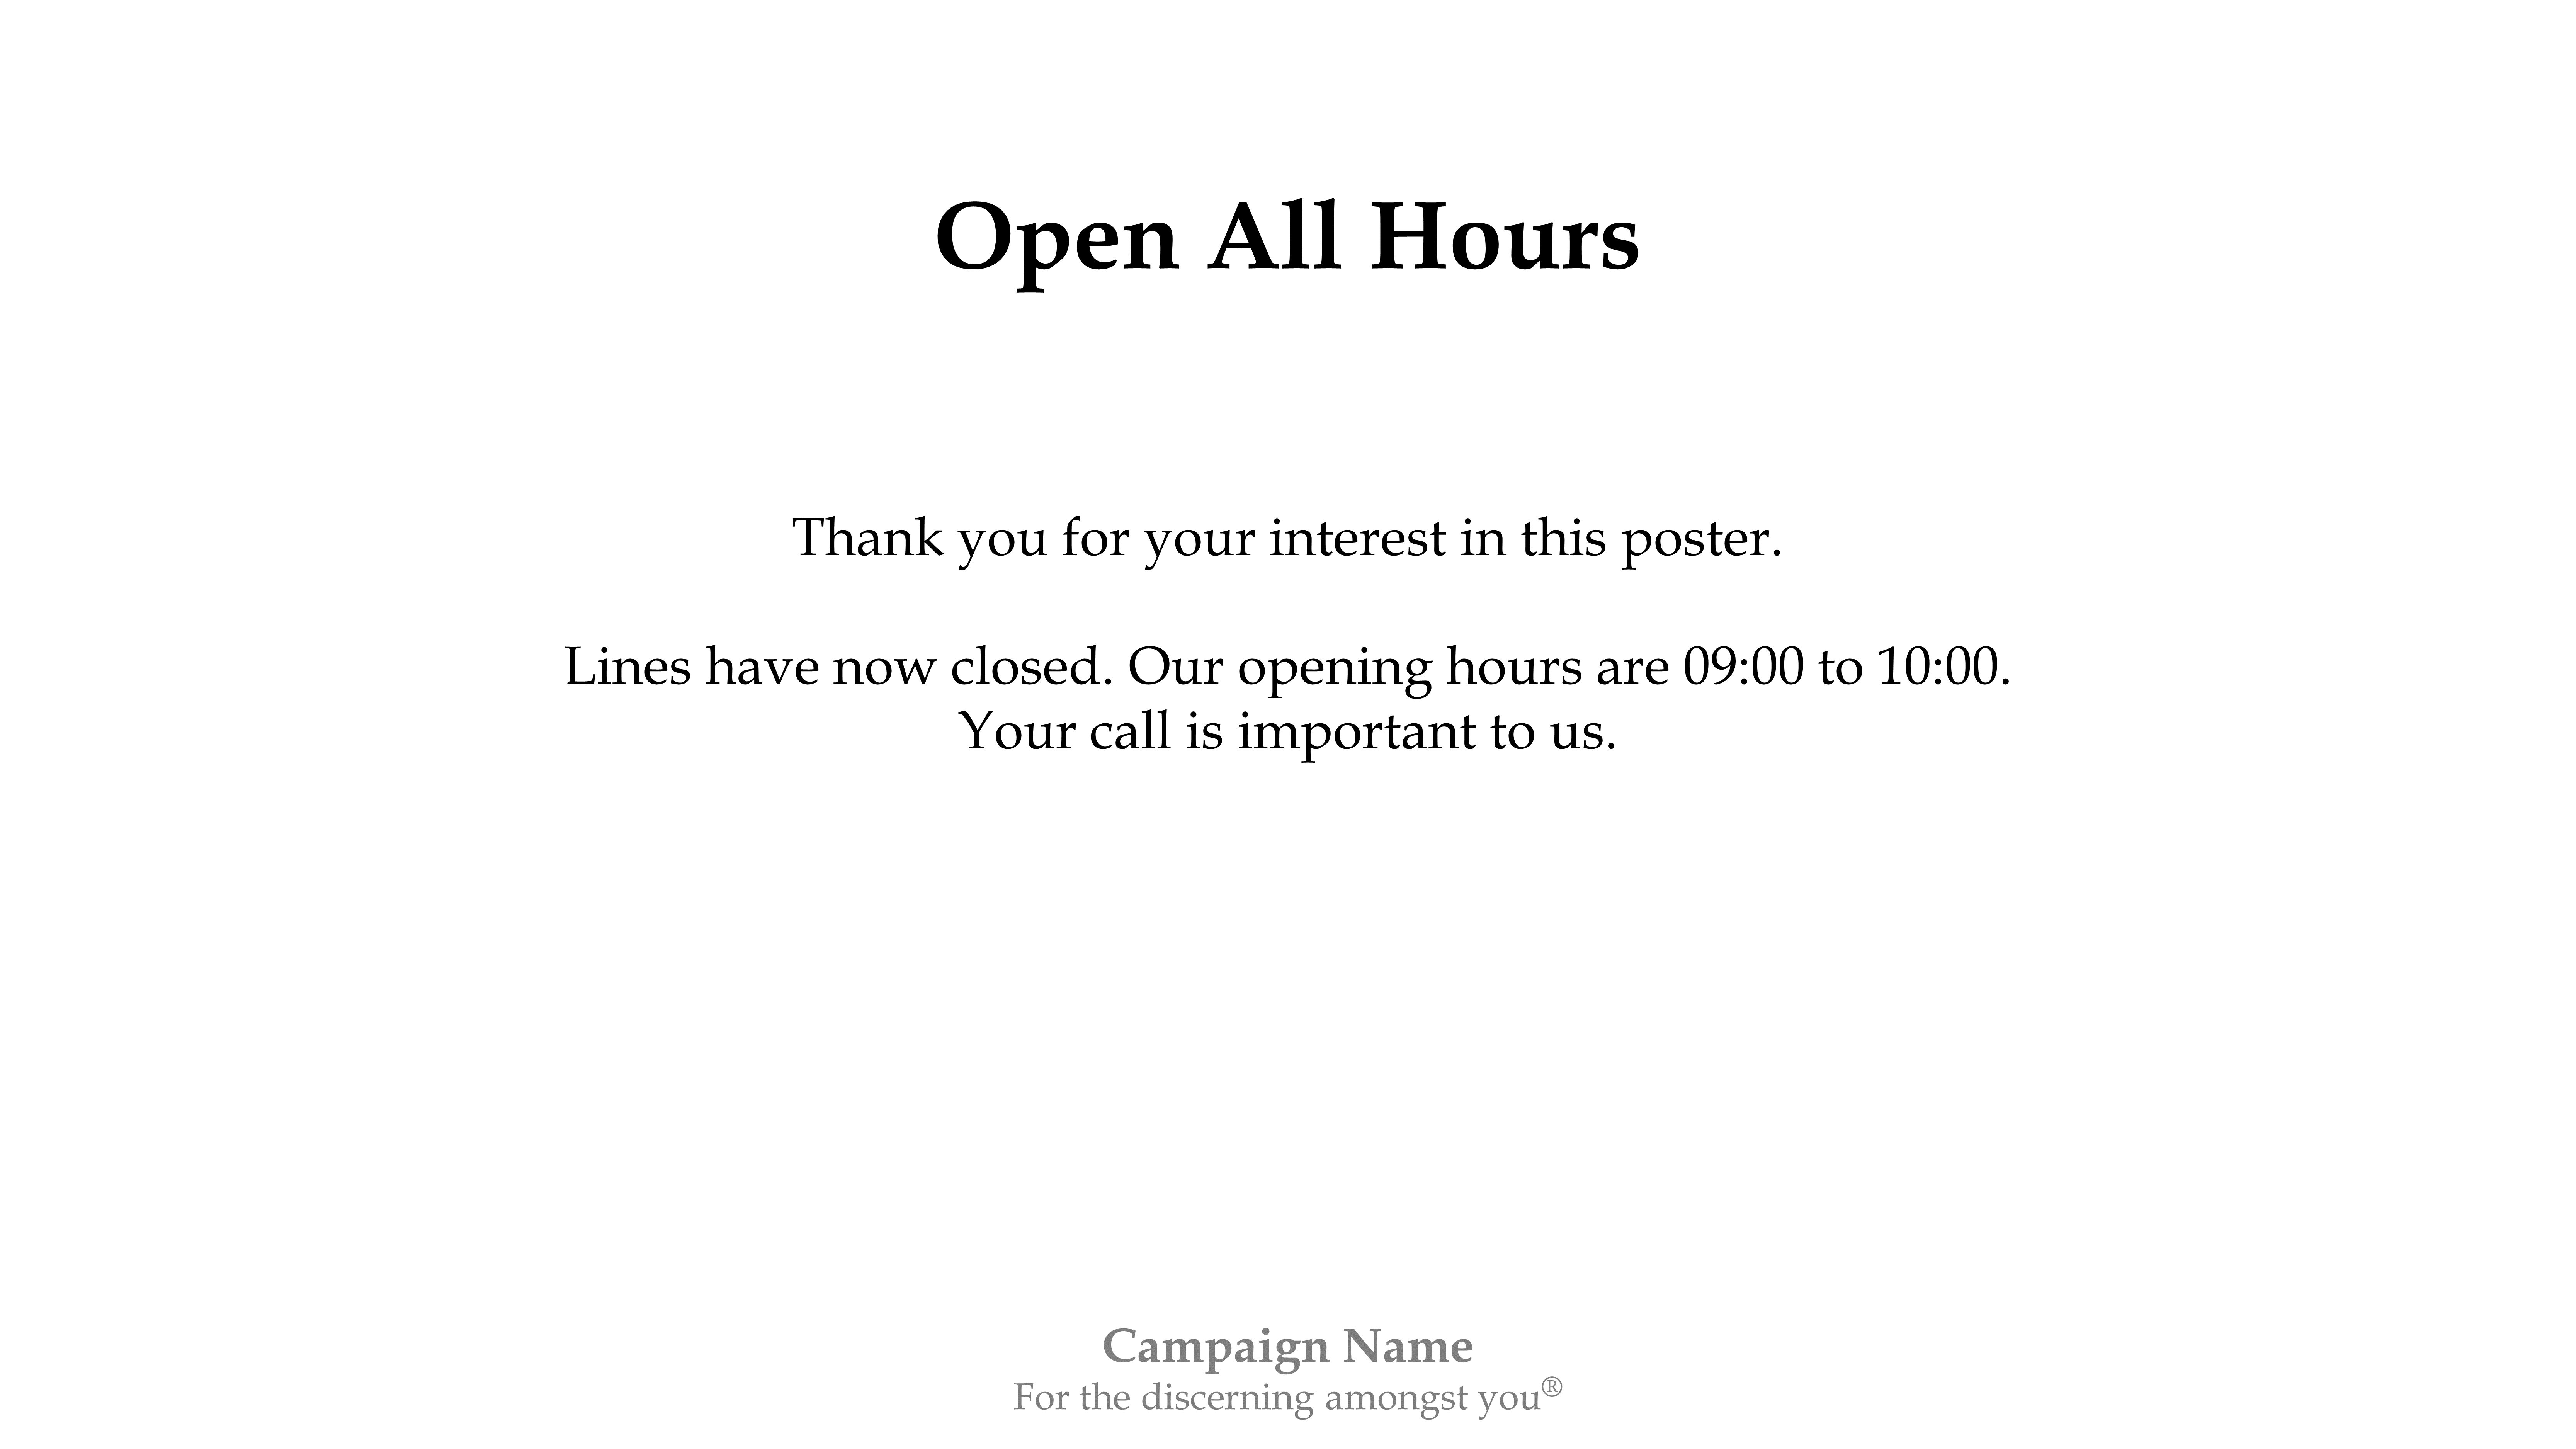 Open All Hours
Thank you for your interest in this poster.
Lines have now closed. Our opening hours are 09:00 to 10:00.
Your call is important to us.
Campaign Name
For the discerning amongst you®